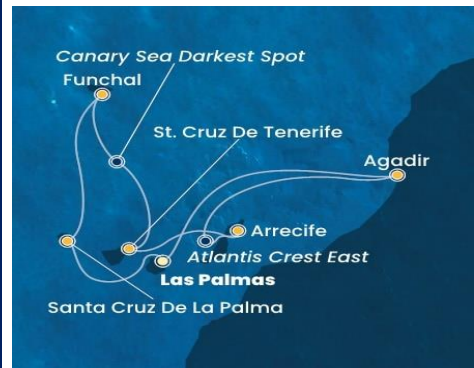 Canary Sea Darkest Spot
Funchal
St. Cruz De Tenerife
Agadir
Arrecife
Atlantis Crest East
Las Palmas
Santa Cruz De La Palma